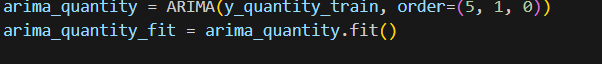 arima_quantity = ARIMA(y_quantity_train, order=(5, 1, 0))
arima_quantity_fit = arima_quantity.fit()